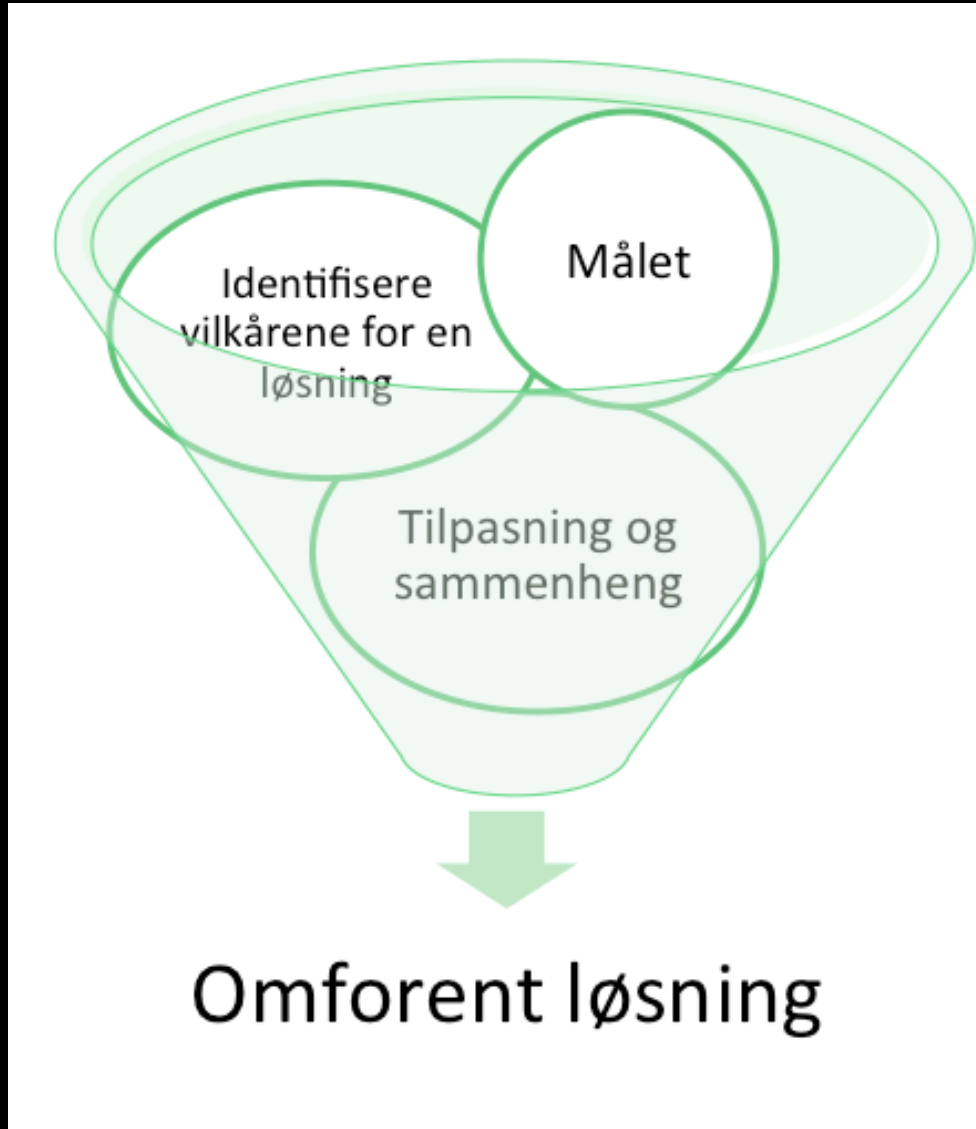 Målet
Identifisere
vilkårene for en
løsning
Tilpasning og
sammenheng
Omforent løsning